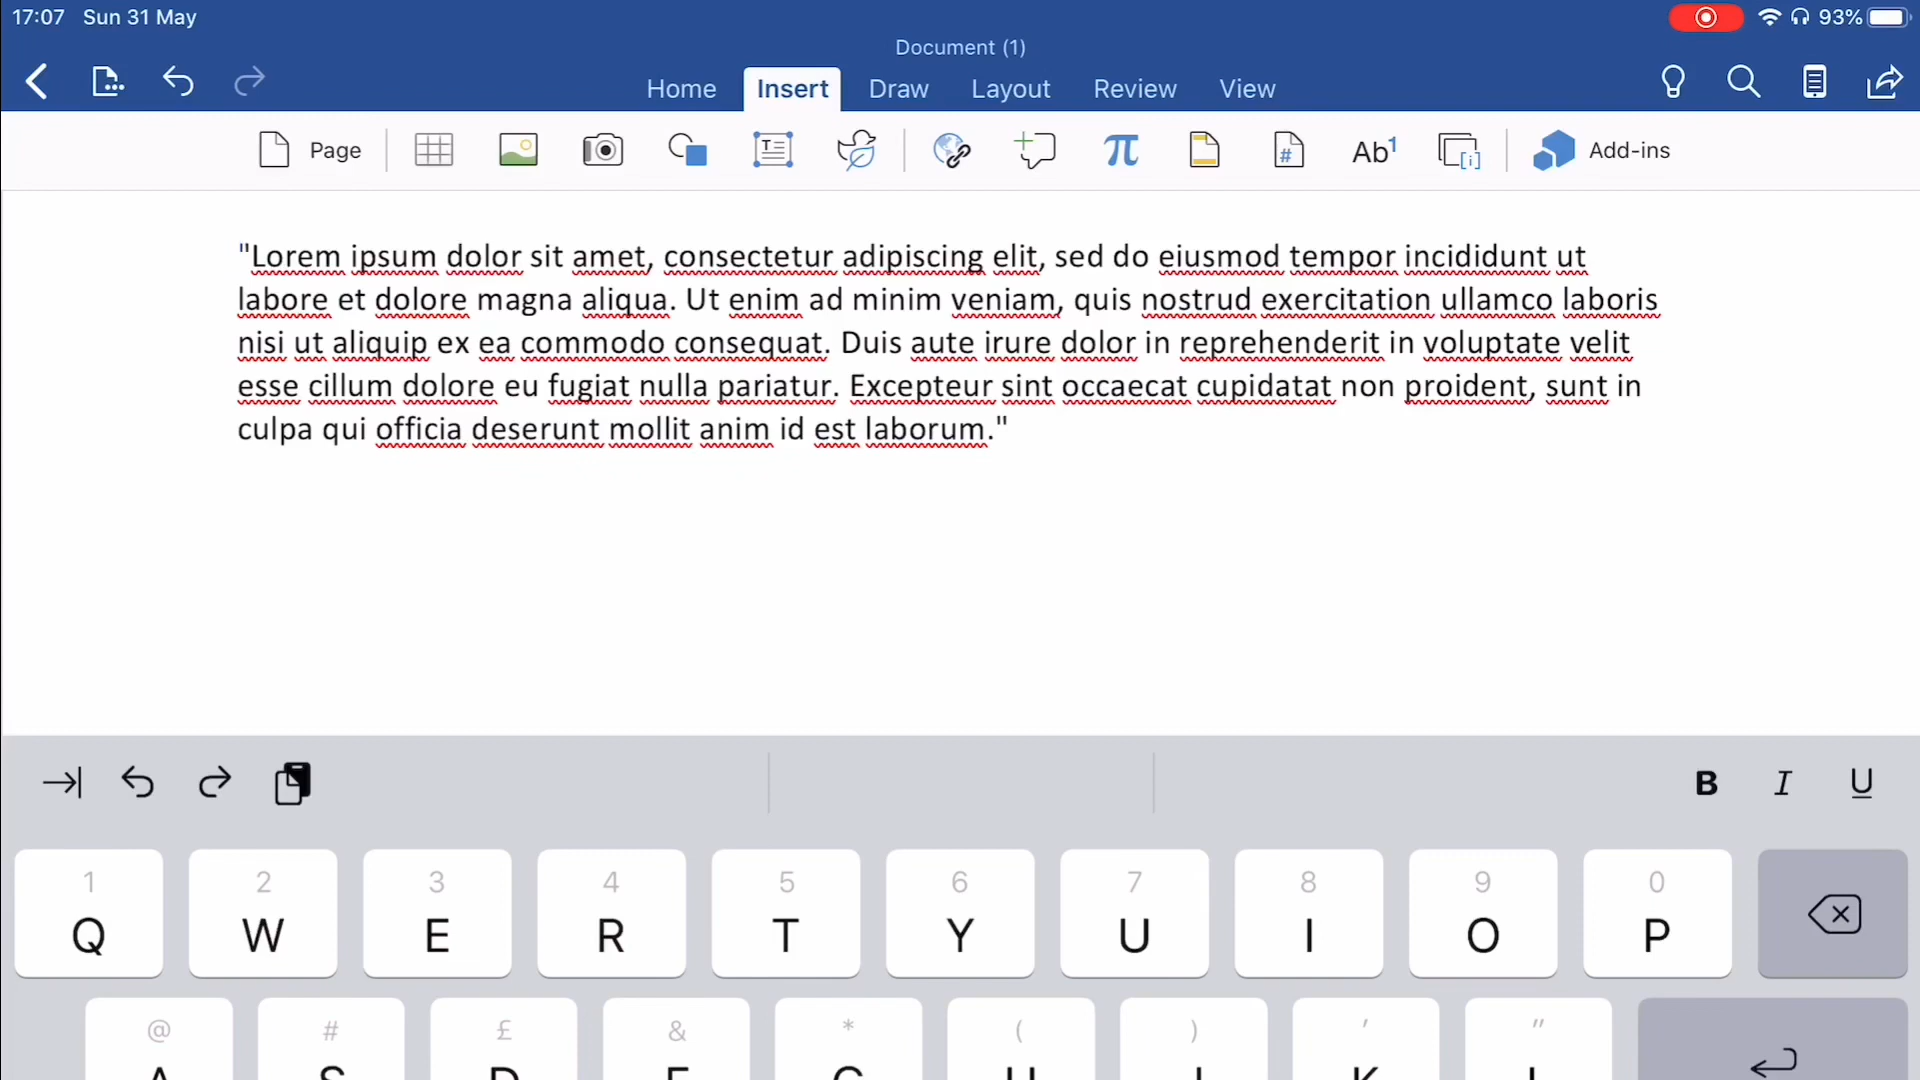 17:07 Sun 31 May
93%
Document (1)
Home Insert Draw Layout Review View
Page
π
#
Ab1
[i]
Add-ins
"Lorem ipsum dolor sit amet, consectetur adipiscing elit, sed do eiusmod tempor incididunt ut
labore et dolore magna aliqua. Ut enim ad minim veniam, quis nostrud exercitation ullamco laboris
nisi ut aliquip ex ea commodo consequat. Duis aute irure dolor in reprehenderit in voluptate velit
esse cillum dolore eu fugiat nulla pariatur. Excepteur sint occaecat cupidatat non proident, sunt in
culpa qui officia deserunt mollit anim id est laborum."
B I U
1 2 3 4 5 6 7 8 9 0
Q W E R T Y U I O P
@ # £ & * ( ) ' "